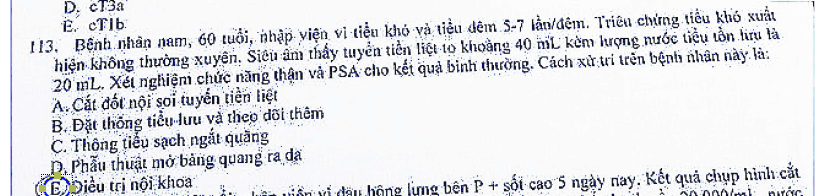 D. cT3a
E. cT1b
113. Bệnh nhân nam, 60 tuổi, nhập viện vì tiểu khó và tiểu đêm 5-7 lần/đêm. Triệu chứng tiểu khó xuất
hiện không thường xuyên. Siêu âm thấy tuyến tiền liệt to khoảng 40 mL kèm lượng nước tiểu tồn lưu là
20 mL. Xét nghiệm chức năng thận và PSA cho kết quả bình thường. Cách xử trí trên bệnh nhân này là:
A. Cắt đốt nội soi tuyến tiền liệt
B. Đặt thông tiểu lưu và theo dõi thêm
C. Thông tiểu sạch ngắt quãng
D. Phẫu thuật mở bàng quang ra da
E. Điều trị nội khoa
đau hông lưng bên P + sốt cao 5 ngày nay. Kết quả chụp hình cắt